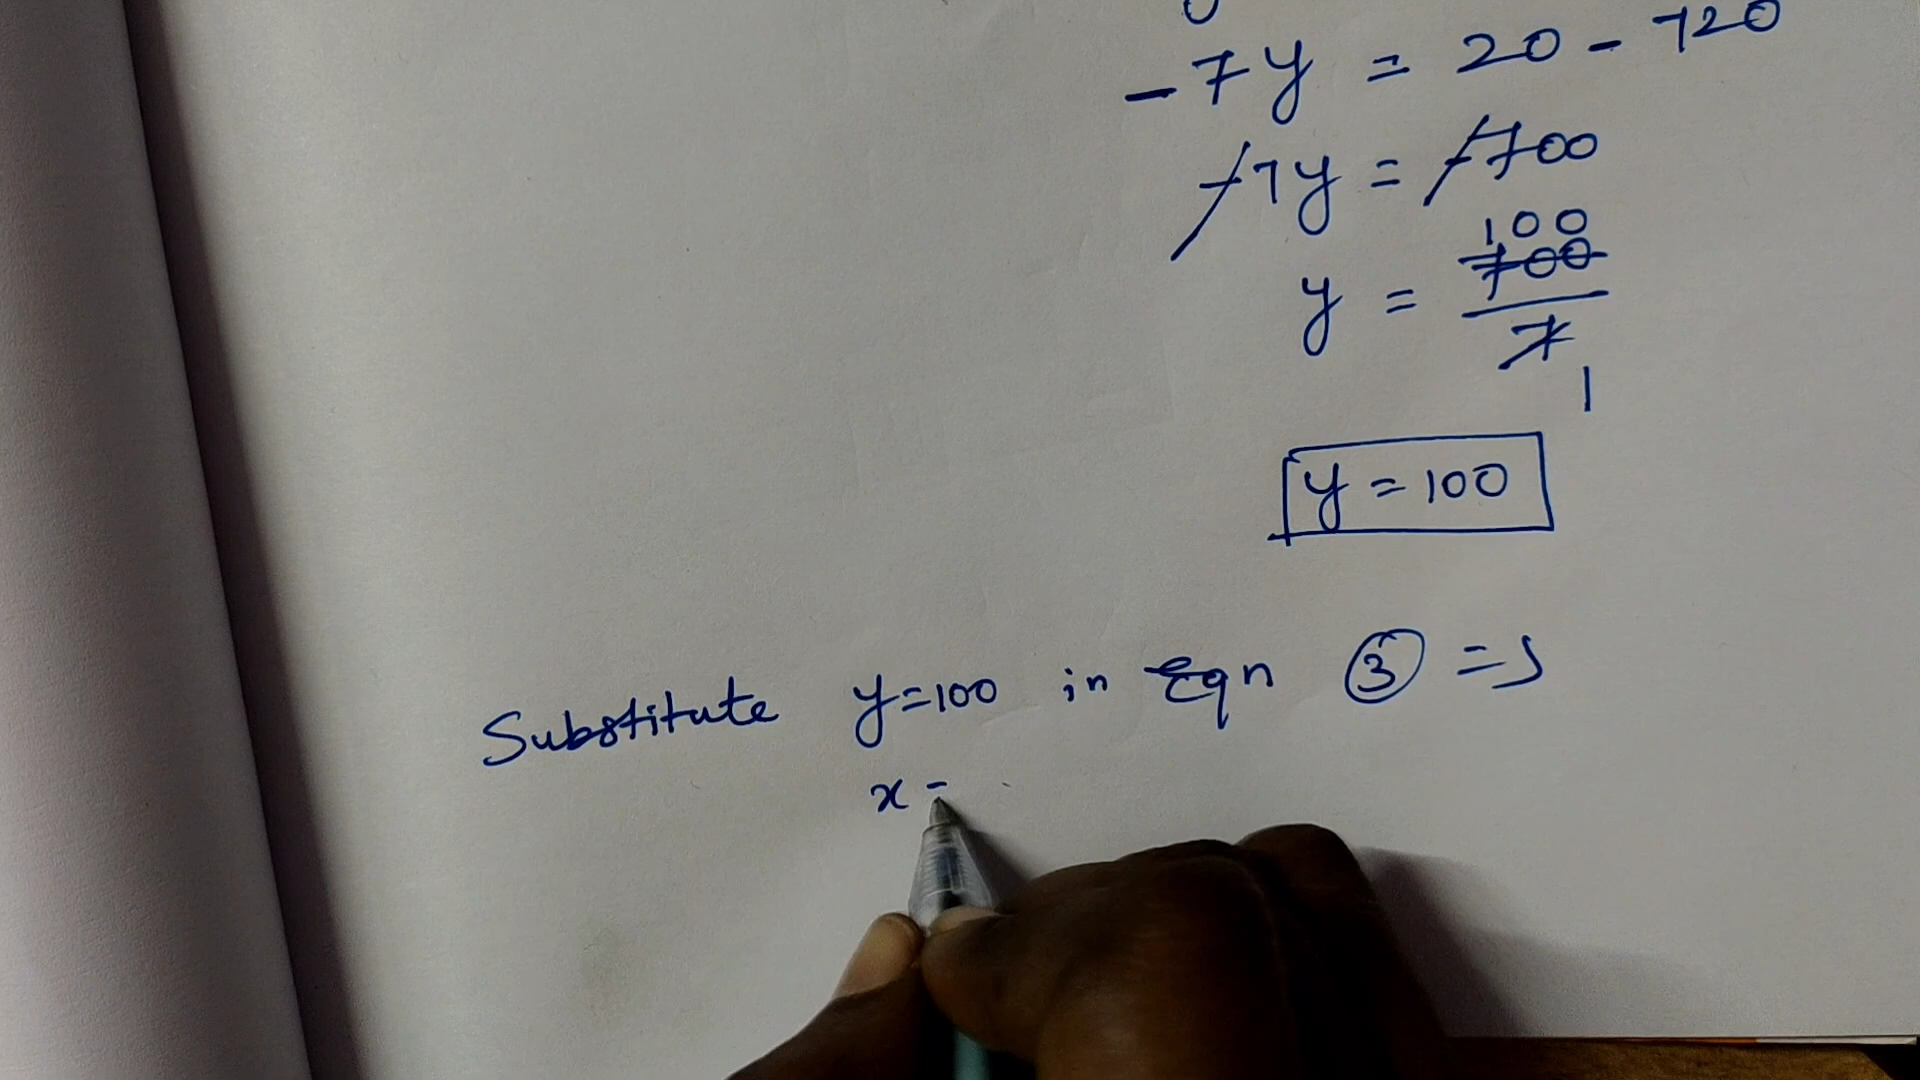 -7y = 20 - 720
-7y = -700
100
y = 700/7
1
y = 100
Substitute y=100 in Eqn ③ =>
x -